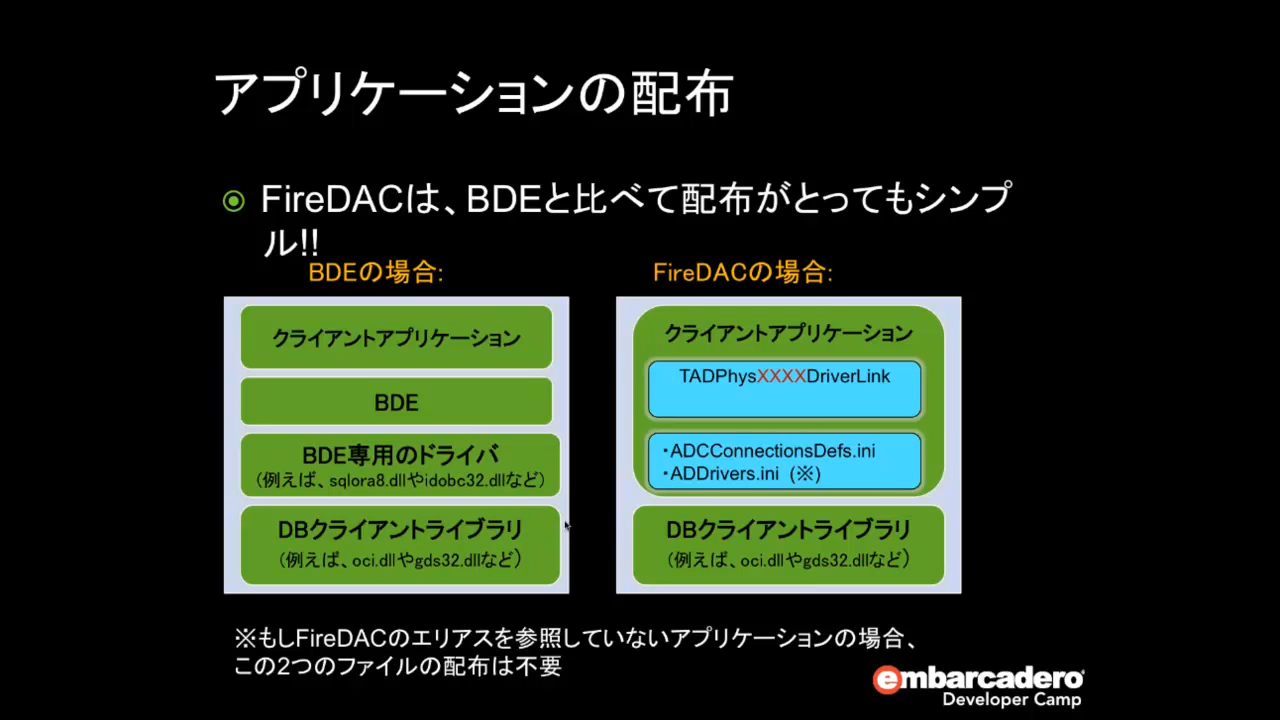 アプリケーションの配布
FireDACは、BDEと比べて配布がとってもシンプ
ル!!
BDEの場合:
クライアントアプリケーション
BDE
BDE専用のドライバ
(例えば、sqlora8.dllやidobc32.dllなど)
DBクライアントライブラリ
(例えば、oci.dllやgds32.dllなど)
FireDACの場合:
クライアントアプリケーション
TADPhysXXXXDriverLink
・ADCConnectionsDefs.ini
・ADDrivers.ini (※)
DBクライアントライブラリ
(例えば、oci.dllやgds32.dllなど)
※もしFireDACのエリアスを参照していないアプリケーションの場合、
この2つのファイルの配布は不要
embarcadero
Developer Camp